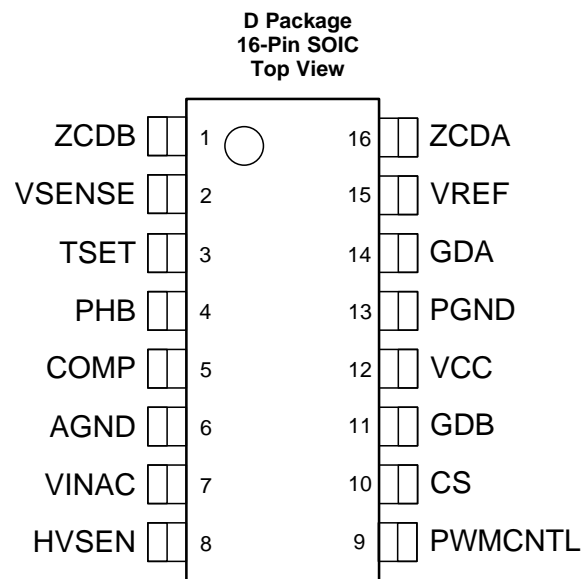 D Package
16-Pin SOIC
Top View
ZCDB 1 16 ZCDA
VSENSE 2 15 VREF
TSET 3 14 GDA
PHB 4 13 PGND
COMP 5 12 VCC
AGND 6 11 GDB
VINAC 7 10 CS
HVSEN 8 9 PWMCNTL